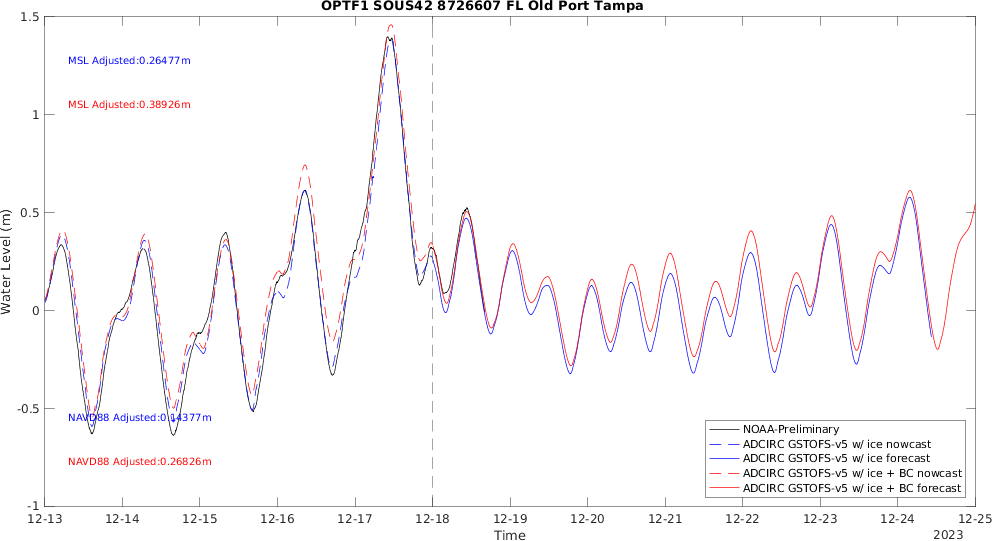 OPTF1 SOUS42 8726607 FL Old Port Tampa
1.5
1
0.5
0
-0.5
-1
Water Level (m)
MSL Adjusted:0.26477m
MSL Adjusted:0.38926m
NAVD88 Adjusted:0.14377m
NAVD88 Adjusted:0.26826m
NOAA-Preliminary
ADCIRC GSTOFS-v5 w/ ice nowcast
ADCIRC GSTOFS-v5 w/ ice forecast
ADCIRC GSTOFS-v5 w/ ice + BC nowcast
ADCIRC GSTOFS-v5 w/ ice + BC forecast
12-13 12-14 12-15 12-16 12-17 12-18 12-19 12-20 12-21 12-22 12-23 12-24 12-25
Time
2023